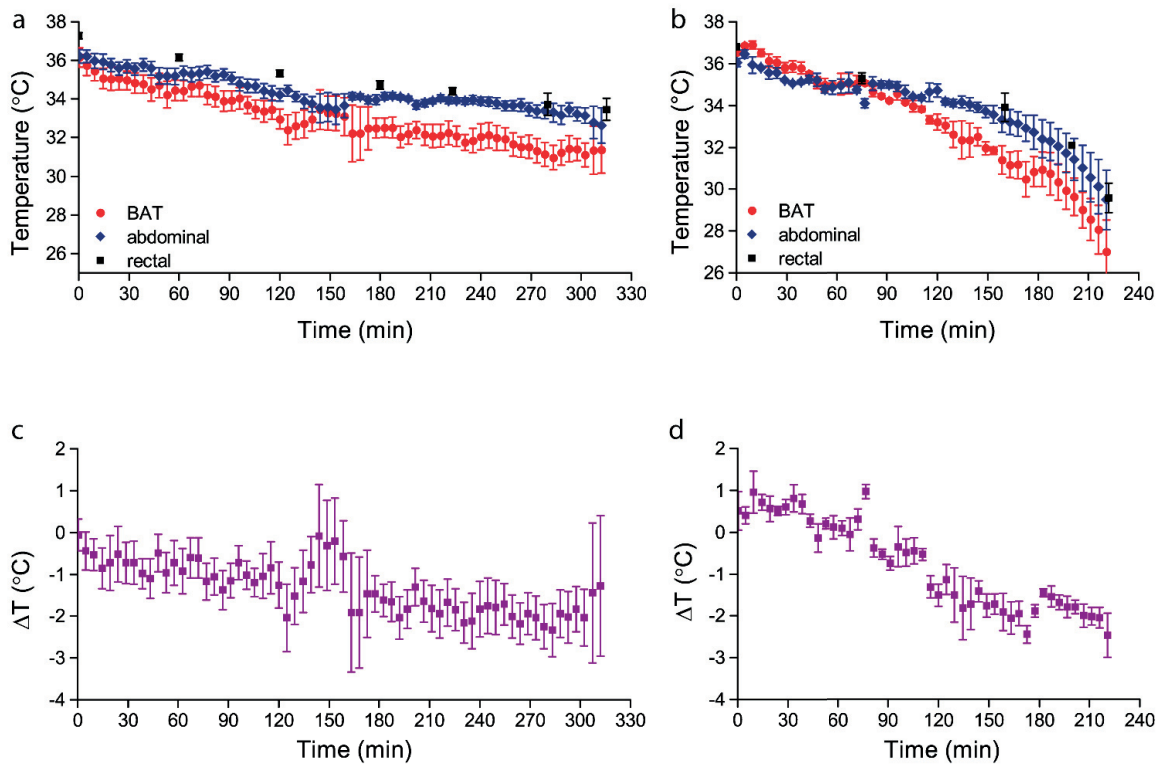 a
Temperature (°C)
38
36
34
32
30
28
26
BAT
abdominal
rectal
0 30 60 90 120 150 180 210 240 270 300 330
Time (min)
b
Temperature (°C)
38
36
34
32
30
28
26
BAT
abdominal
rectal
0 30 60 90 120 150 180 210 240
Time (min)
c
ΔT (°C)
2
1
0
-1
-2
-3
-4
0 30 60 90 120 150 180 210 240 270 300 330
Time (min)
d
ΔT (°C)
2
1
0
-1
-2
-3
-4
0 30 60 90 120 150 180 210 240
Time (min)